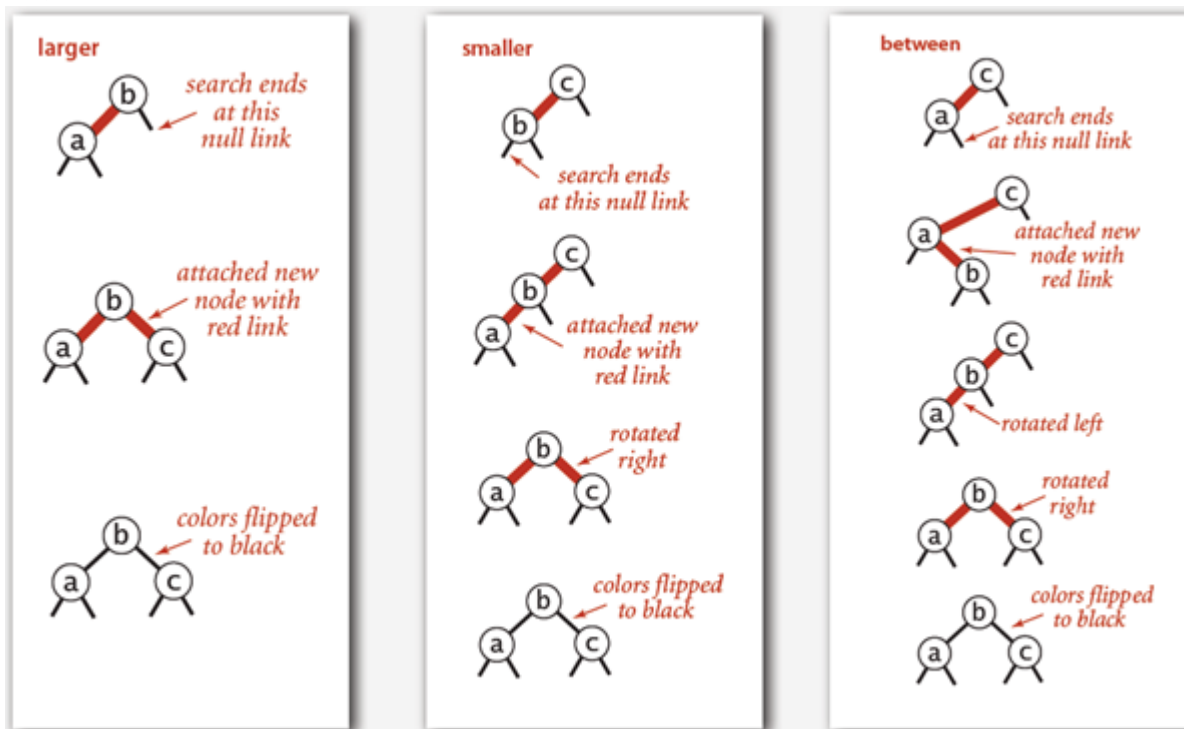 larger
b
search ends
at this
null link
a
attached new
node with
red link
b
a
c
colors flipped
to black
b
a
c
smaller
c
b
search ends
at this null link
c
b
a
attached new
node with
red link
rotated
right
b
a
c
colors flipped
to black
b
a
c
between
c
a
search ends
at this null link
c
a
attached new
node with
red link
b
c
b
a
rotated left
rotated
right
b
a
c
colors flipped
to black
b
a
c